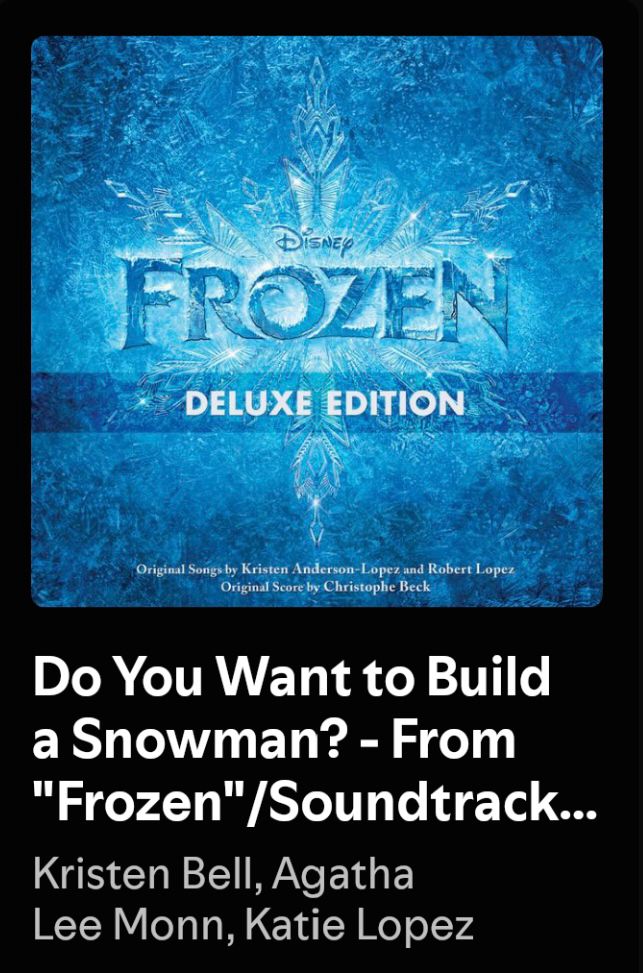 Disney
FROZEN
DELUXE EDITION
Original Songs by Kristen Anderson-Lopez and Robert Lopez
Original Score by Christophe Beck
Do You Want to Build
a Snowman? - From
"Frozen"/Soundtrack...
Kristen Bell, Agatha
Lee Monn, Katie Lopez